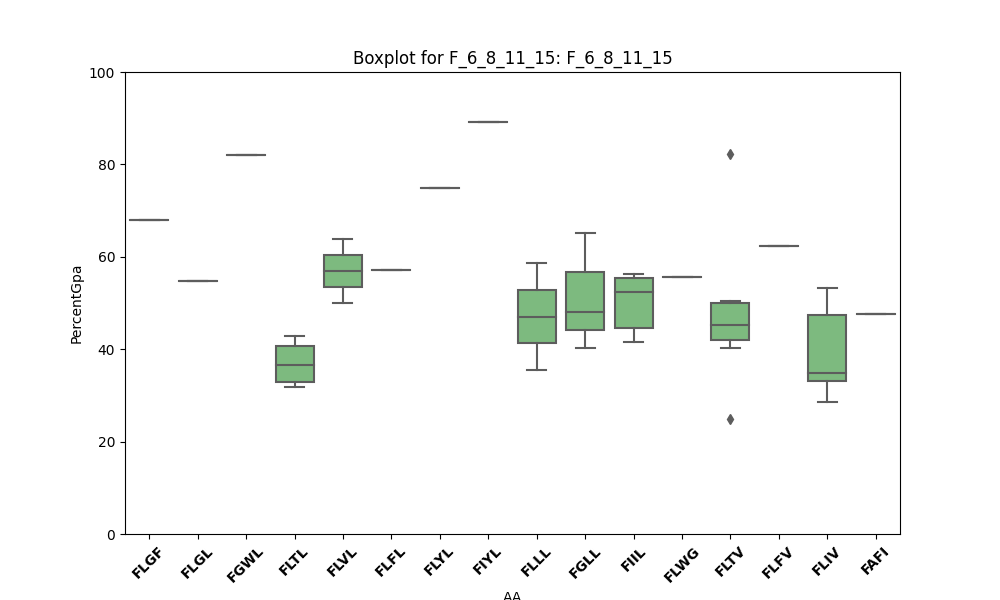 Boxplot for F_6_8_11_15: F_6_8_11_15
100
80
60
40
20
0
PercentGpa
FLGF FLGL FGWL FLTL FLVL FLFL FLYL FIYL FLLL FGLL FIIL FLWG FLTV FLFV FLIV FAFI
AA